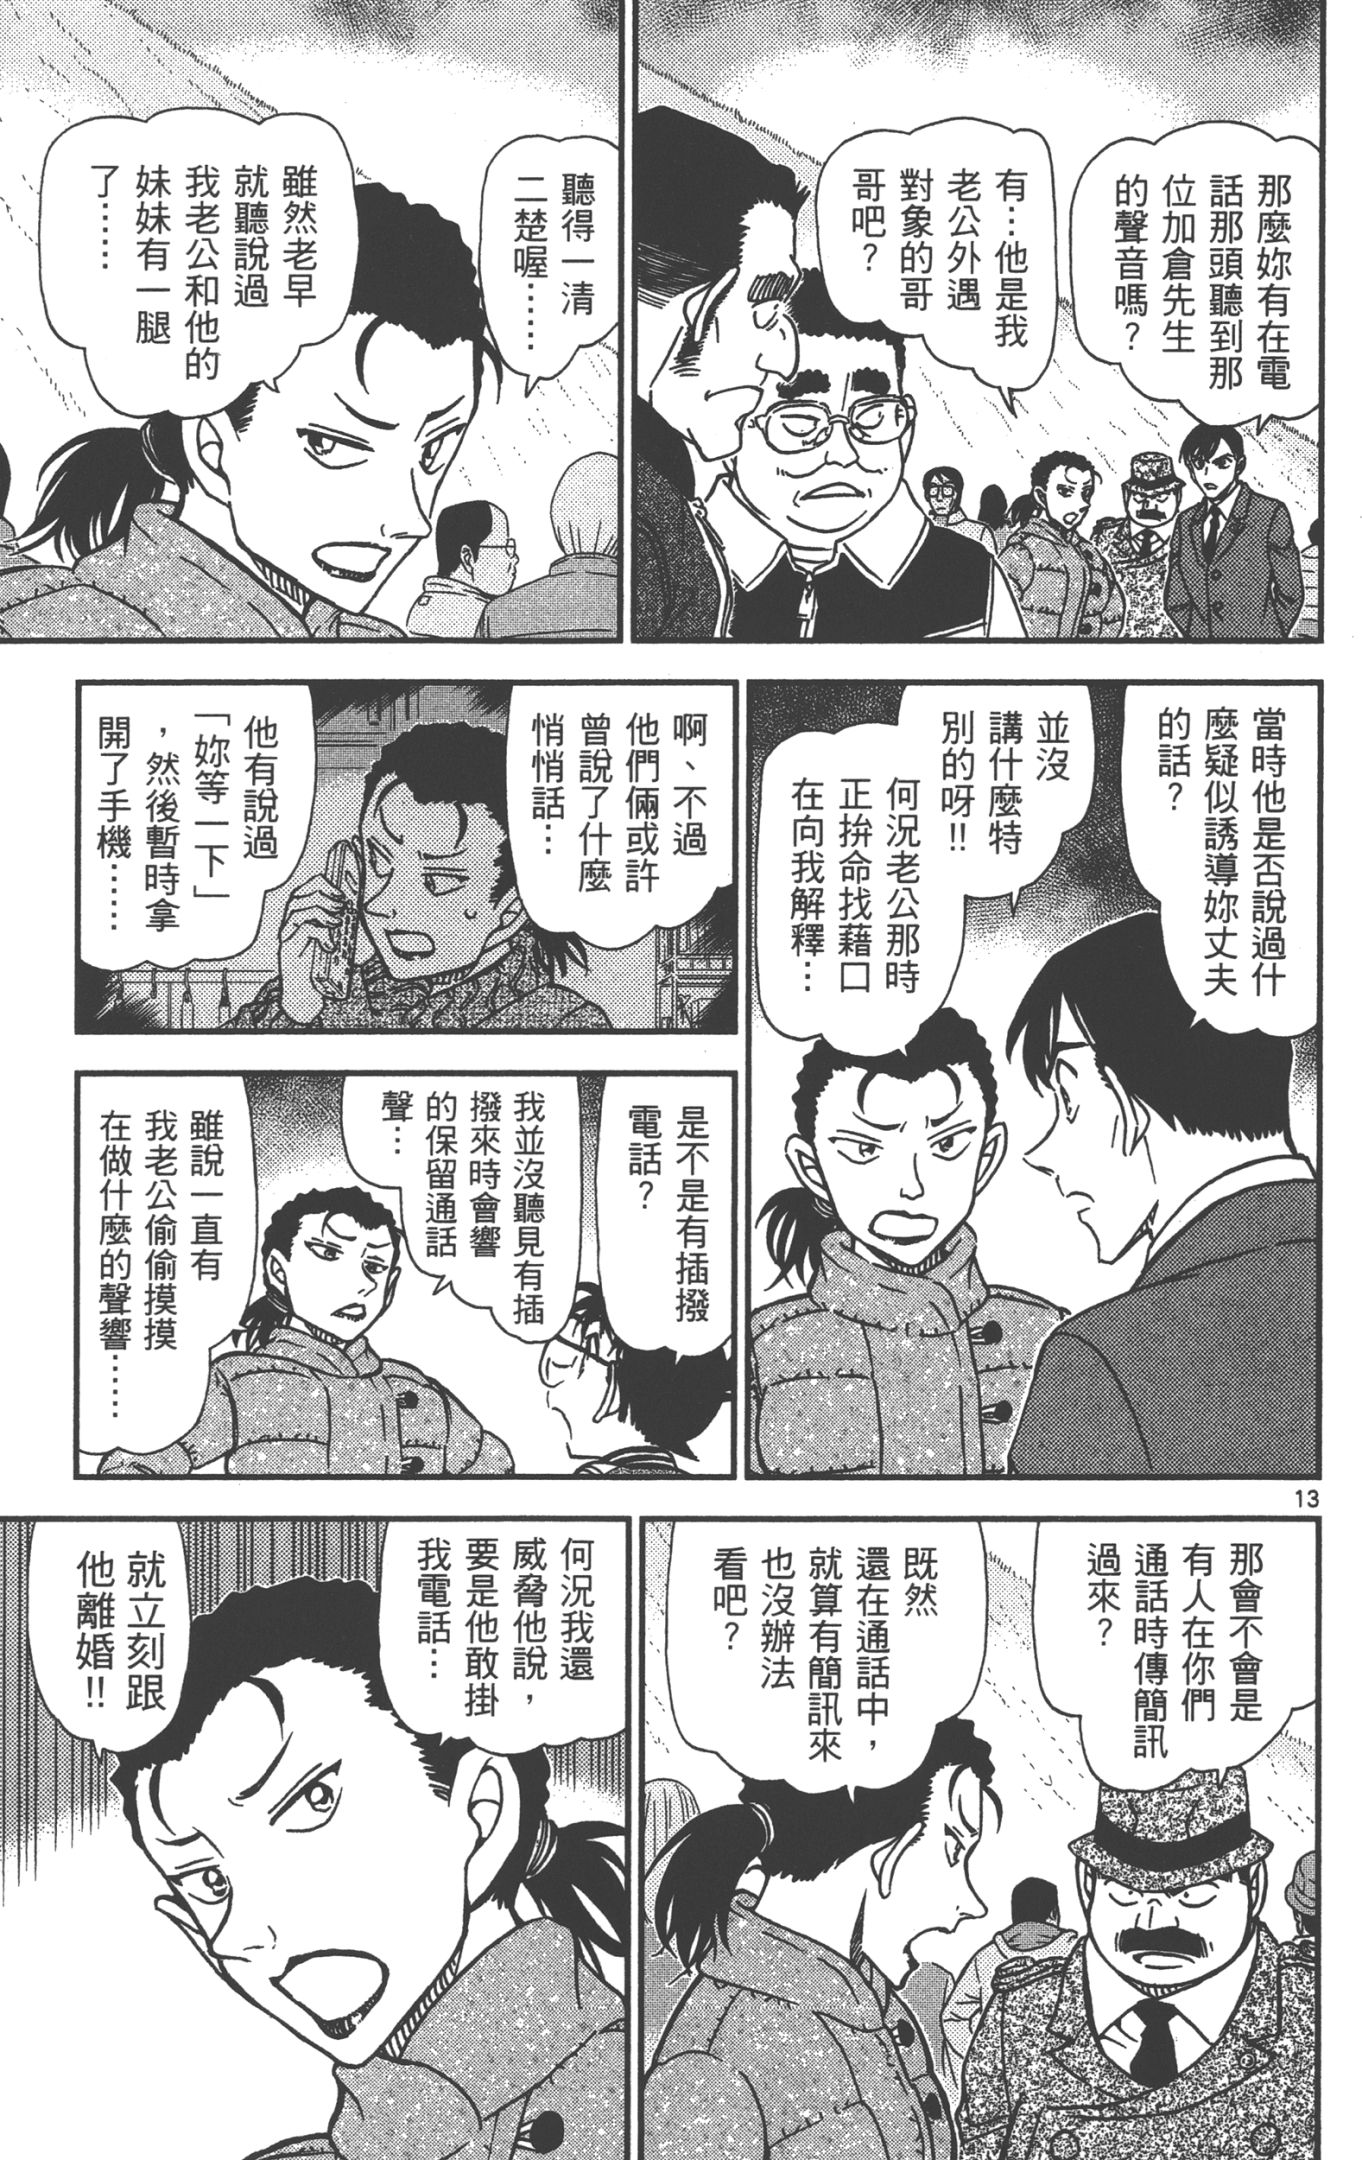 那麼妳有在電
話那頭聽到那
位加倉先生
的聲音嗎？
有…他是我
老公外遇
對象的哥
哥吧？
聽得一清
二楚喔……
雖然老早
就聽說過
我老公和他的
妹妹有一腿
了……
當時他是否說過什
麼疑似誘導妳丈夫
的話？
並沒
講什麼特
別的呀!!
何況老公那時
正拚命找藉口
在向我解釋…
啊、不過
他們倆或許
曾說了什麼
悄悄話…
他有說過
「妳等一下」
，然後暫時拿
開了手機……
是不是有插撥
電話？
我並沒聽見有插
撥來時會響
的保留通話
聲…
雖說一直有
我老公偷偷摸摸
在做什麼的聲響……
13
那會不會是
有人在你們
通話時傳簡訊
過來？
既然
還在通話中，
就算有簡訊來
也沒辦法
看吧？
何況我還
威脅他說，
要是他敢掛
我電話…
就立刻跟
他離婚!!